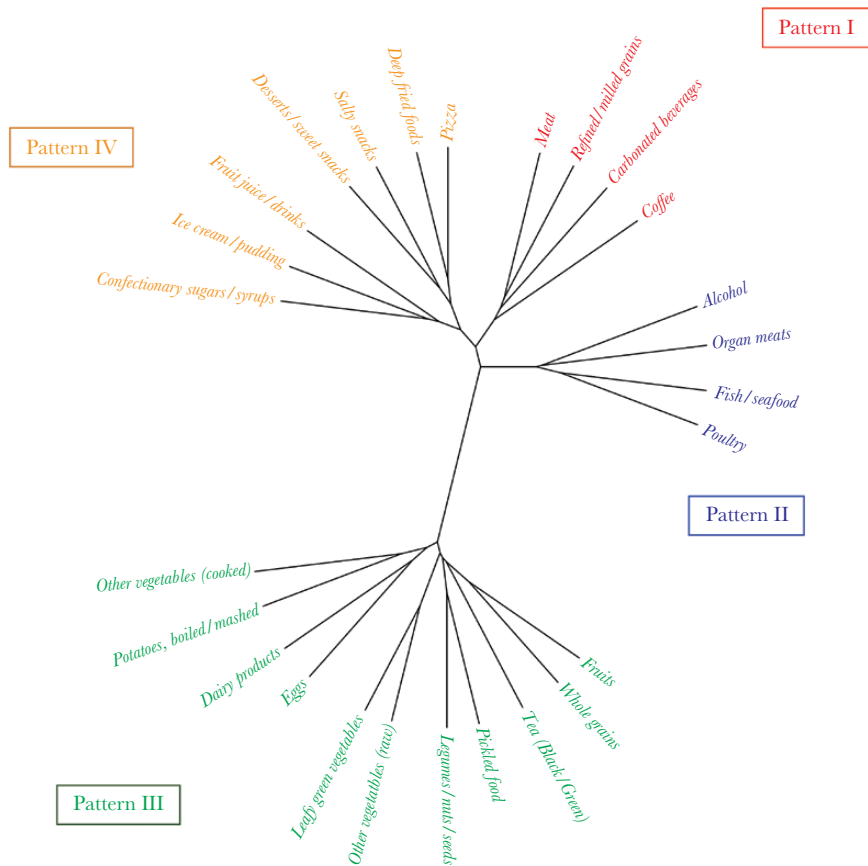 Pattern I
Pattern IV
Confectionary sugars/syrups
Ice cream/pudding
Fruit juice/drinks
Desserts/sweet snacks
Salty snacks
Deep fried foods
Pizza
Meat
Refined/milled grains
Carbonated beverages
Coffee
Alcohol
Organ meats
Fish/seafood
Poultry
Pattern II
Other vegetables (cooked)
Potatoes, boiled/mashed
Dairy products
Eggs
Leafy green vegetables
Other vegetatbles (raw)
Legumes/nuts/seeds
Pickled food
Tea (Black/Green)
Whole grains
Fruits
Pattern III